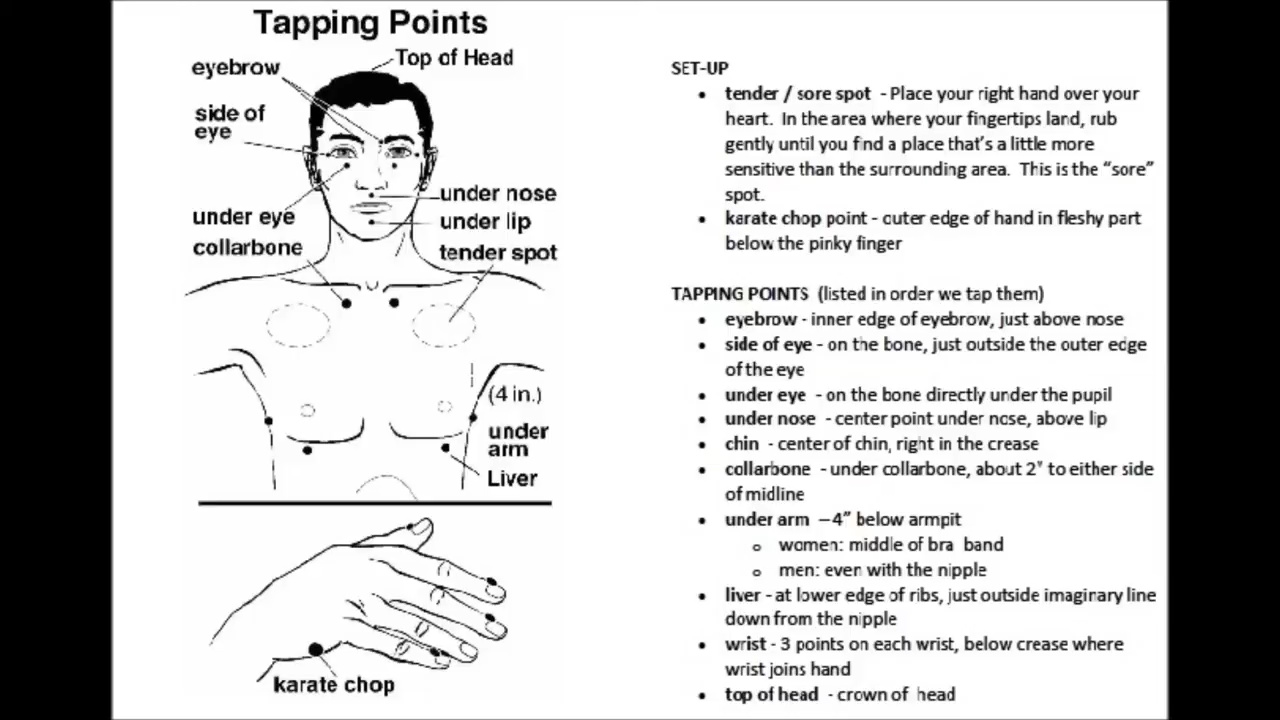 Tapping Points
Top of Head
eyebrow
side of
eye
under nose
under eye
under lip
collarbone
tender spot
(4 in.)
under
arm
Liver
karate chop
SET-UP
• tender / sore spot - Place your right hand over your
heart. In the area where your fingertips land, rub
gently until you find a place that's a little more
sensitive than the surrounding area. This is the "sore"
spot.
• karate chop point - outer edge of hand in fleshy part
below the pinky finger
TAPPING POINTS (listed in order we tap them)
• eyebrow - inner edge of eyebrow, just above nose
• side of eye - on the bone, just outside the outer edge
of the eye
• under eye - on the bone directly under the pupil
• under nose - center point under nose, above lip
• chin - center of chin, right in the crease
• collarbone - under collarbone, about 2" to either side
of midline
• under arm – 4" below armpit
o women: middle of bra band
o men: even with the nipple
• liver - at lower edge of ribs, just outside imaginary line
down from the nipple
• wrist - 3 points on each wrist, below crease where
wrist joins hand
• top of head - crown of head